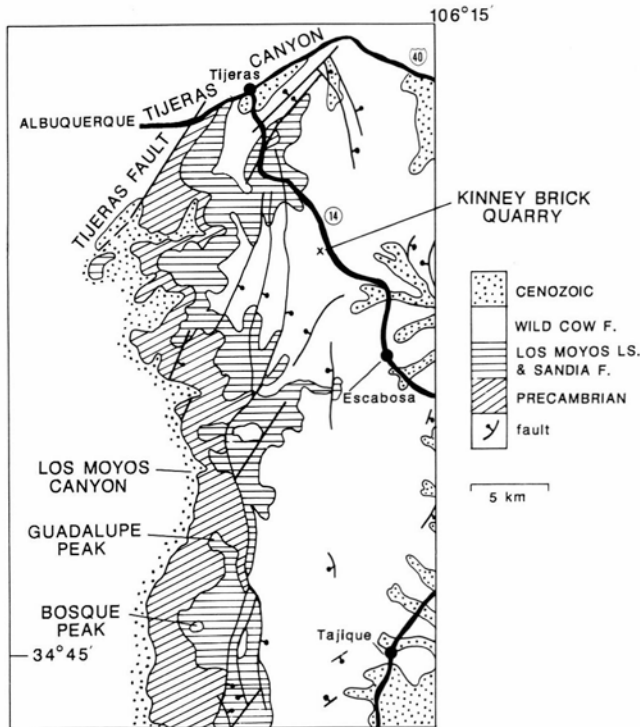 106°15′
40
TIJERAS CANYON
Tijeras
ALBUQUERQUE
TIJERAS FAULT
KINNEY BRICK
QUARRY
14
x
CENOZOIC
WILD COW F.
LOS MOYOS LS.
& SANDIA F.
PRECAMBRIAN
fault
5 km
Escabosa
LOS MOYOS
CANYON
GUADALUPE
PEAK
BOSQUE
PEAK
Tajique
34°45′